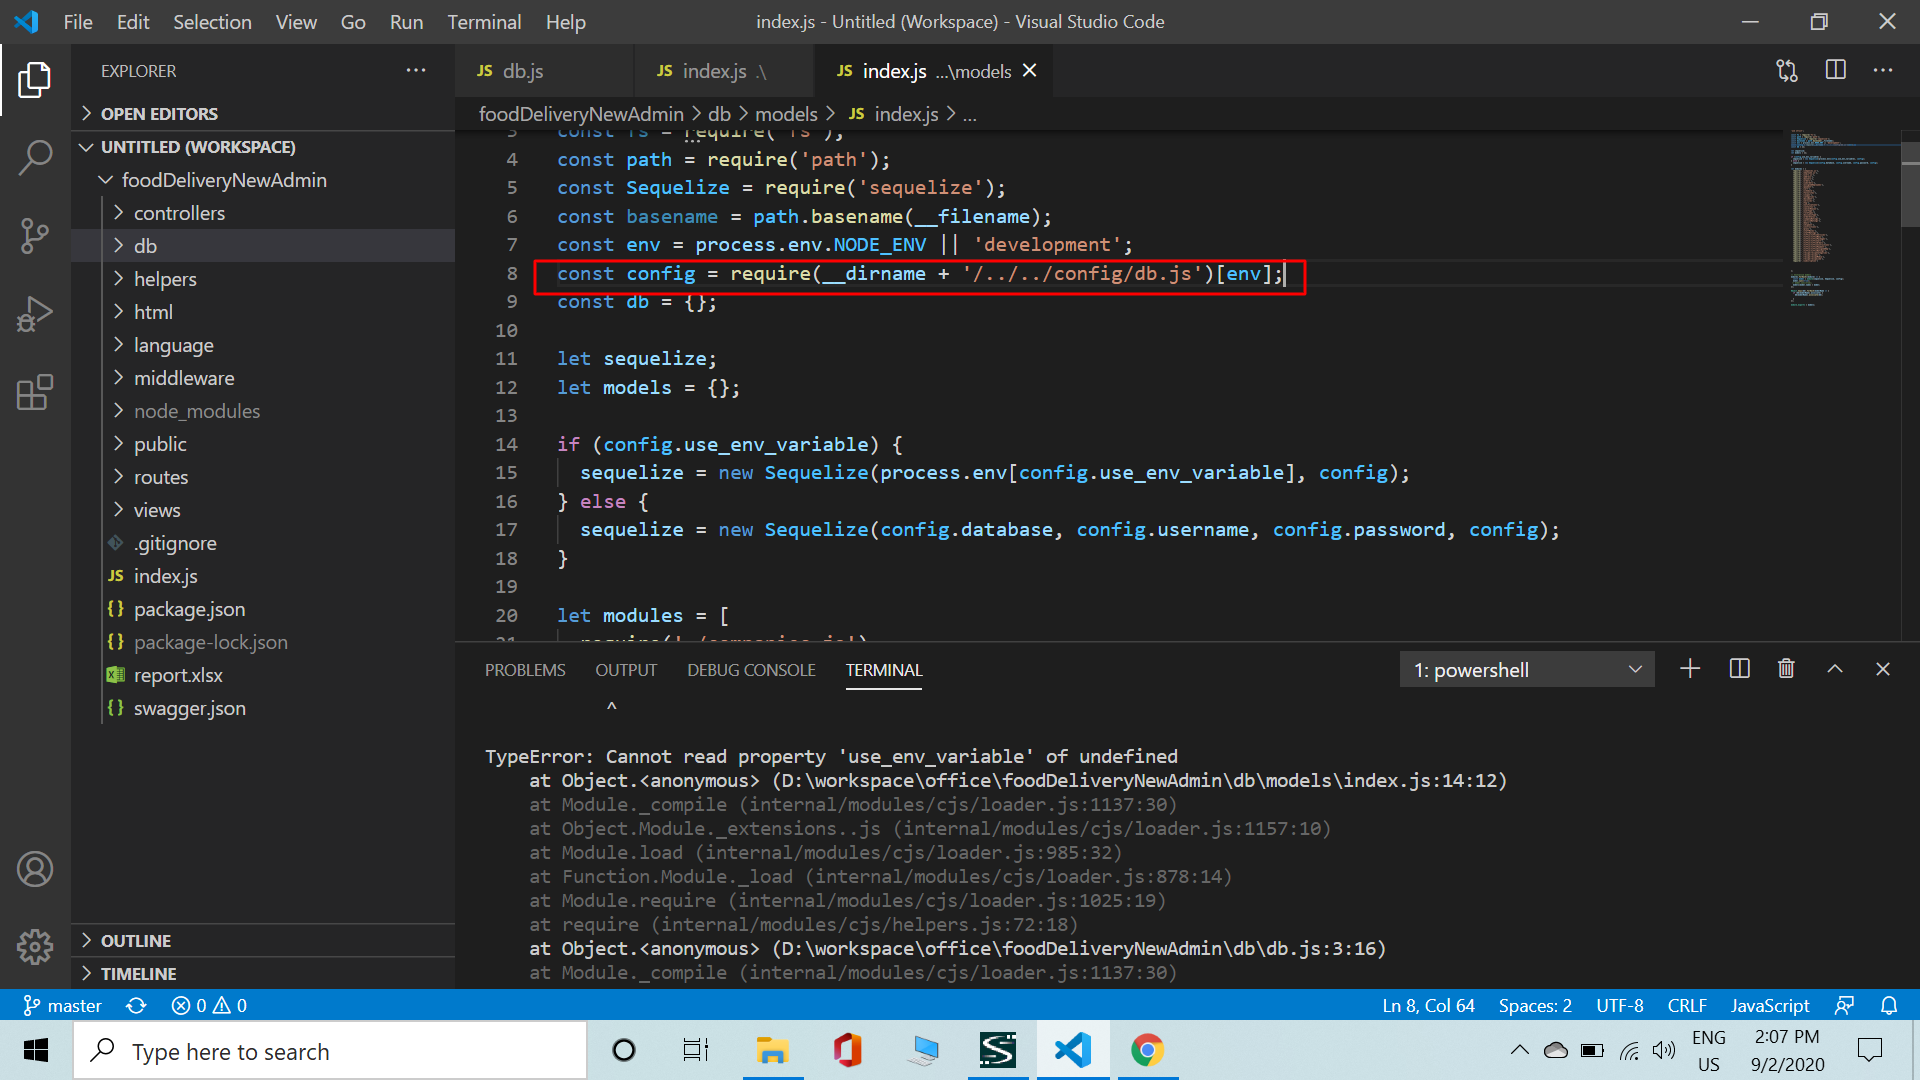 File Edit Selection View Go Run Terminal Help
index.js - Untitled (Workspace) - Visual Studio Code
EXPLORER
OPEN EDITORS
UNTITLED (WORKSPACE)
foodDeliveryNewAdmin
controllers
db
helpers
html
language
middleware
node_modules
public
routes
views
.gitignore
JS index.js
{} package.json
{} package-lock.json
report.xlsx
{} swagger.json
OUTLINE
TIMELINE
JS db.js
JS index.js .\
JS index.js ...\models
foodDeliveryNewAdmin > db > models > JS index.js > ...
3 const fs = require('fs');
4 const path = require('path');
5 const Sequelize = require('sequelize');
6 const basename = path.basename(__filename);
7 const env = process.env.NODE_ENV || 'development';
8 const config = require(__dirname + '/../../config/db.js')[env];
9 const db = {};
10
11 let sequelize;
12 let models = {};
13
14 if (config.use_env_variable) {
15 sequelize = new Sequelize(process.env[config.use_env_variable], config);
16 } else {
17 sequelize = new Sequelize(config.database, config.username, config.password, config);
18 }
19
20 let modules = [
21 require('./companies.js')
PROBLEMS OUTPUT DEBUG CONSOLE TERMINAL
1: powershell
^
TypeError: Cannot read property 'use_env_variable' of undefined
at Object.<anonymous> (D:\workspace\office\foodDeliveryNewAdmin\db\models\index.js:14:12)
at Module._compile (internal/modules/cjs/loader.js:1137:30)
at Object.Module._extensions..js (internal/modules/cjs/loader.js:1157:10)
at Module.load (internal/modules/cjs/loader.js:985:32)
at Function.Module._load (internal/modules/cjs/loader.js:878:14)
at Module.require (internal/modules/cjs/loader.js:1025:19)
at require (internal/modules/cjs/helpers.js:72:18)
at Object.<anonymous> (D:\workspace\office\foodDeliveryNewAdmin\db\db.js:3:16)
at Module._compile (internal/modules/cjs/loader.js:1137:30)
master 0 0
Ln 8, Col 64 Spaces: 2 UTF-8 CRLF JavaScript
Type here to search
ENG
US
2:07 PM
9/2/2020